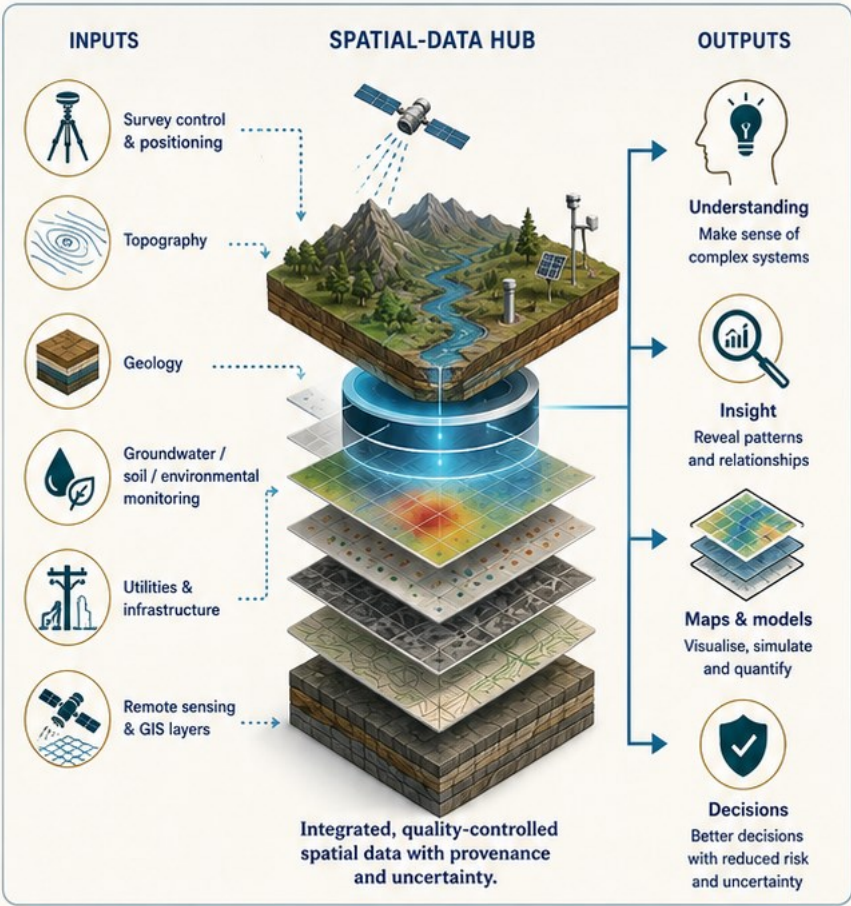 INPUTS
SPATIAL-DATA HUB
OUTPUTS
Survey control
& positioning
Topography
Geology
Groundwater /
soil / environmental
monitoring
Utilities &
infrastructure
Remote sensing
& GIS layers
Integrated, quality-controlled
spatial data with provenance
and uncertainty.
Understanding
Make sense of
complex systems
Insight
Reveal patterns
and relationships
Maps & models
Visualise, simulate
and quantify
Decisions
Better decisions
with reduced risk
and uncertainty